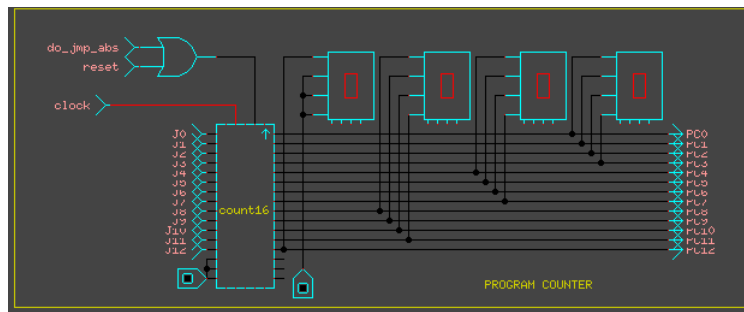 do_jmp_abs
reset
clock
J0 PC0
J1 PC1
J2 PC2
J3 PC3
J4 PC4
J5 PC5
J6 PC6
J7 PC7
J8 count16 PC8
J9 PC9
J10 PC10
J11 PC11
J12 PC12
PROGRAM COUNTER